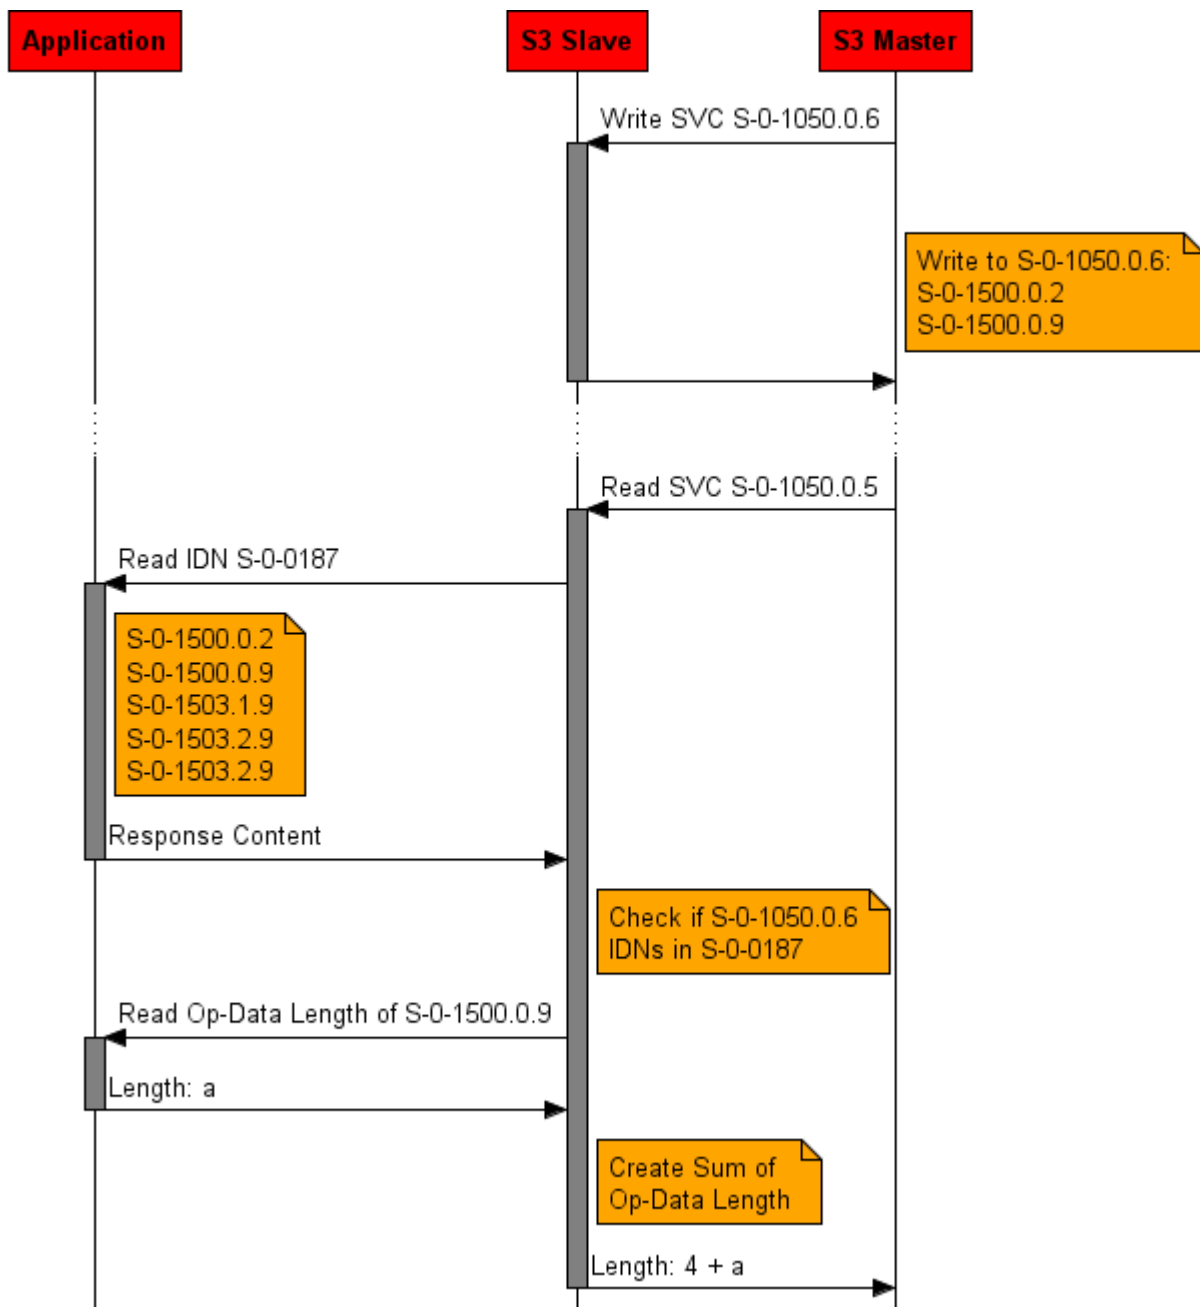 Application
S3 Slave
S3 Master
Write SVC S-0-1050.0.6
Write to S-0-1050.0.6:
S-0-1500.0.2
S-0-1500.0.9
Read SVC S-0-1050.0.5
Read IDN S-0-0187
S-0-1500.0.2
S-0-1500.0.9
S-0-1503.1.9
S-0-1503.2.9
S-0-1503.2.9
Response Content
Check if S-0-1050.0.6
IDNs in S-0-0187
Read Op-Data Length of S-0-1500.0.9
Length: a
Create Sum of
Op-Data Length
Length: 4 + a